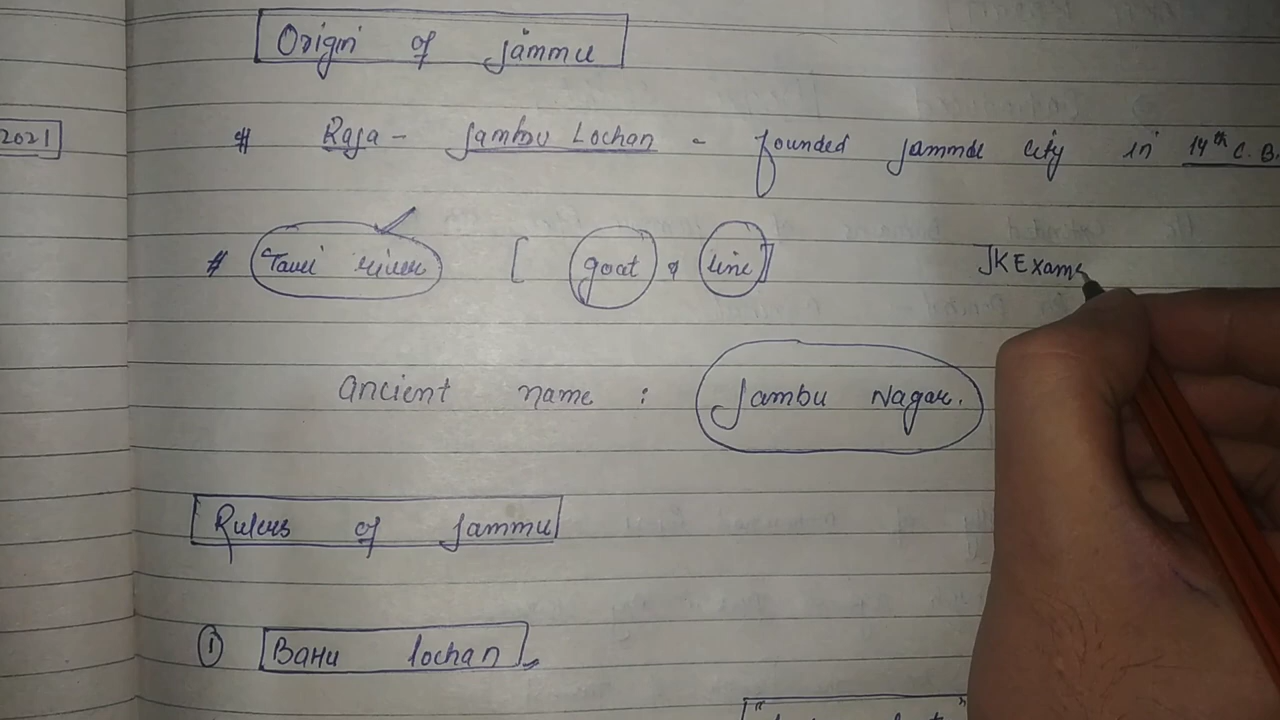 Origin of Jammu
2021
# Raja - Jambu Lochan - founded Jammu city in 14th C. B.
# Tawi river [ goat & line ]
JKExams
ancient name : Jambu Nagar.
Rulers of Jammu
① BAHU Lochan